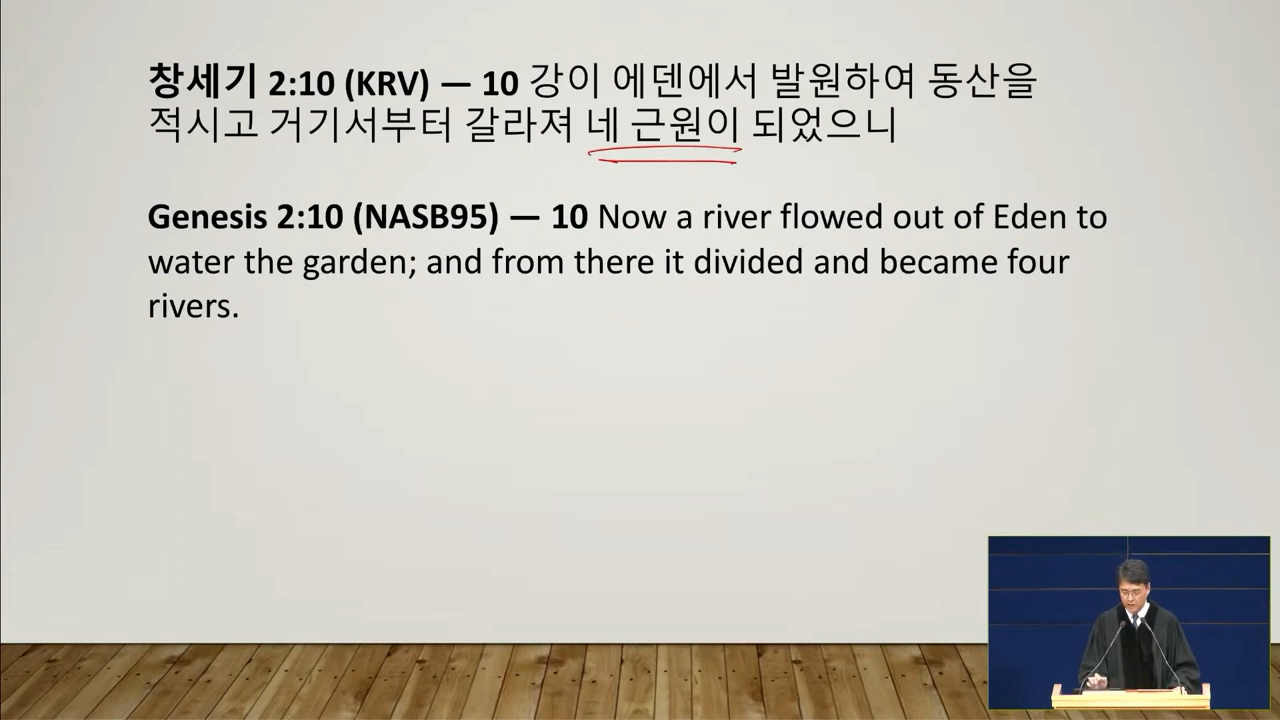 창세기 2:10 (KRV) — 10 강이 에덴에서 발원하여 동산을
적시고 거기서부터 갈라져 네 근원이 되었으니
Genesis 2:10 (NASB95) — 10 Now a river flowed out of Eden to
water the garden; and from there it divided and became four
rivers.